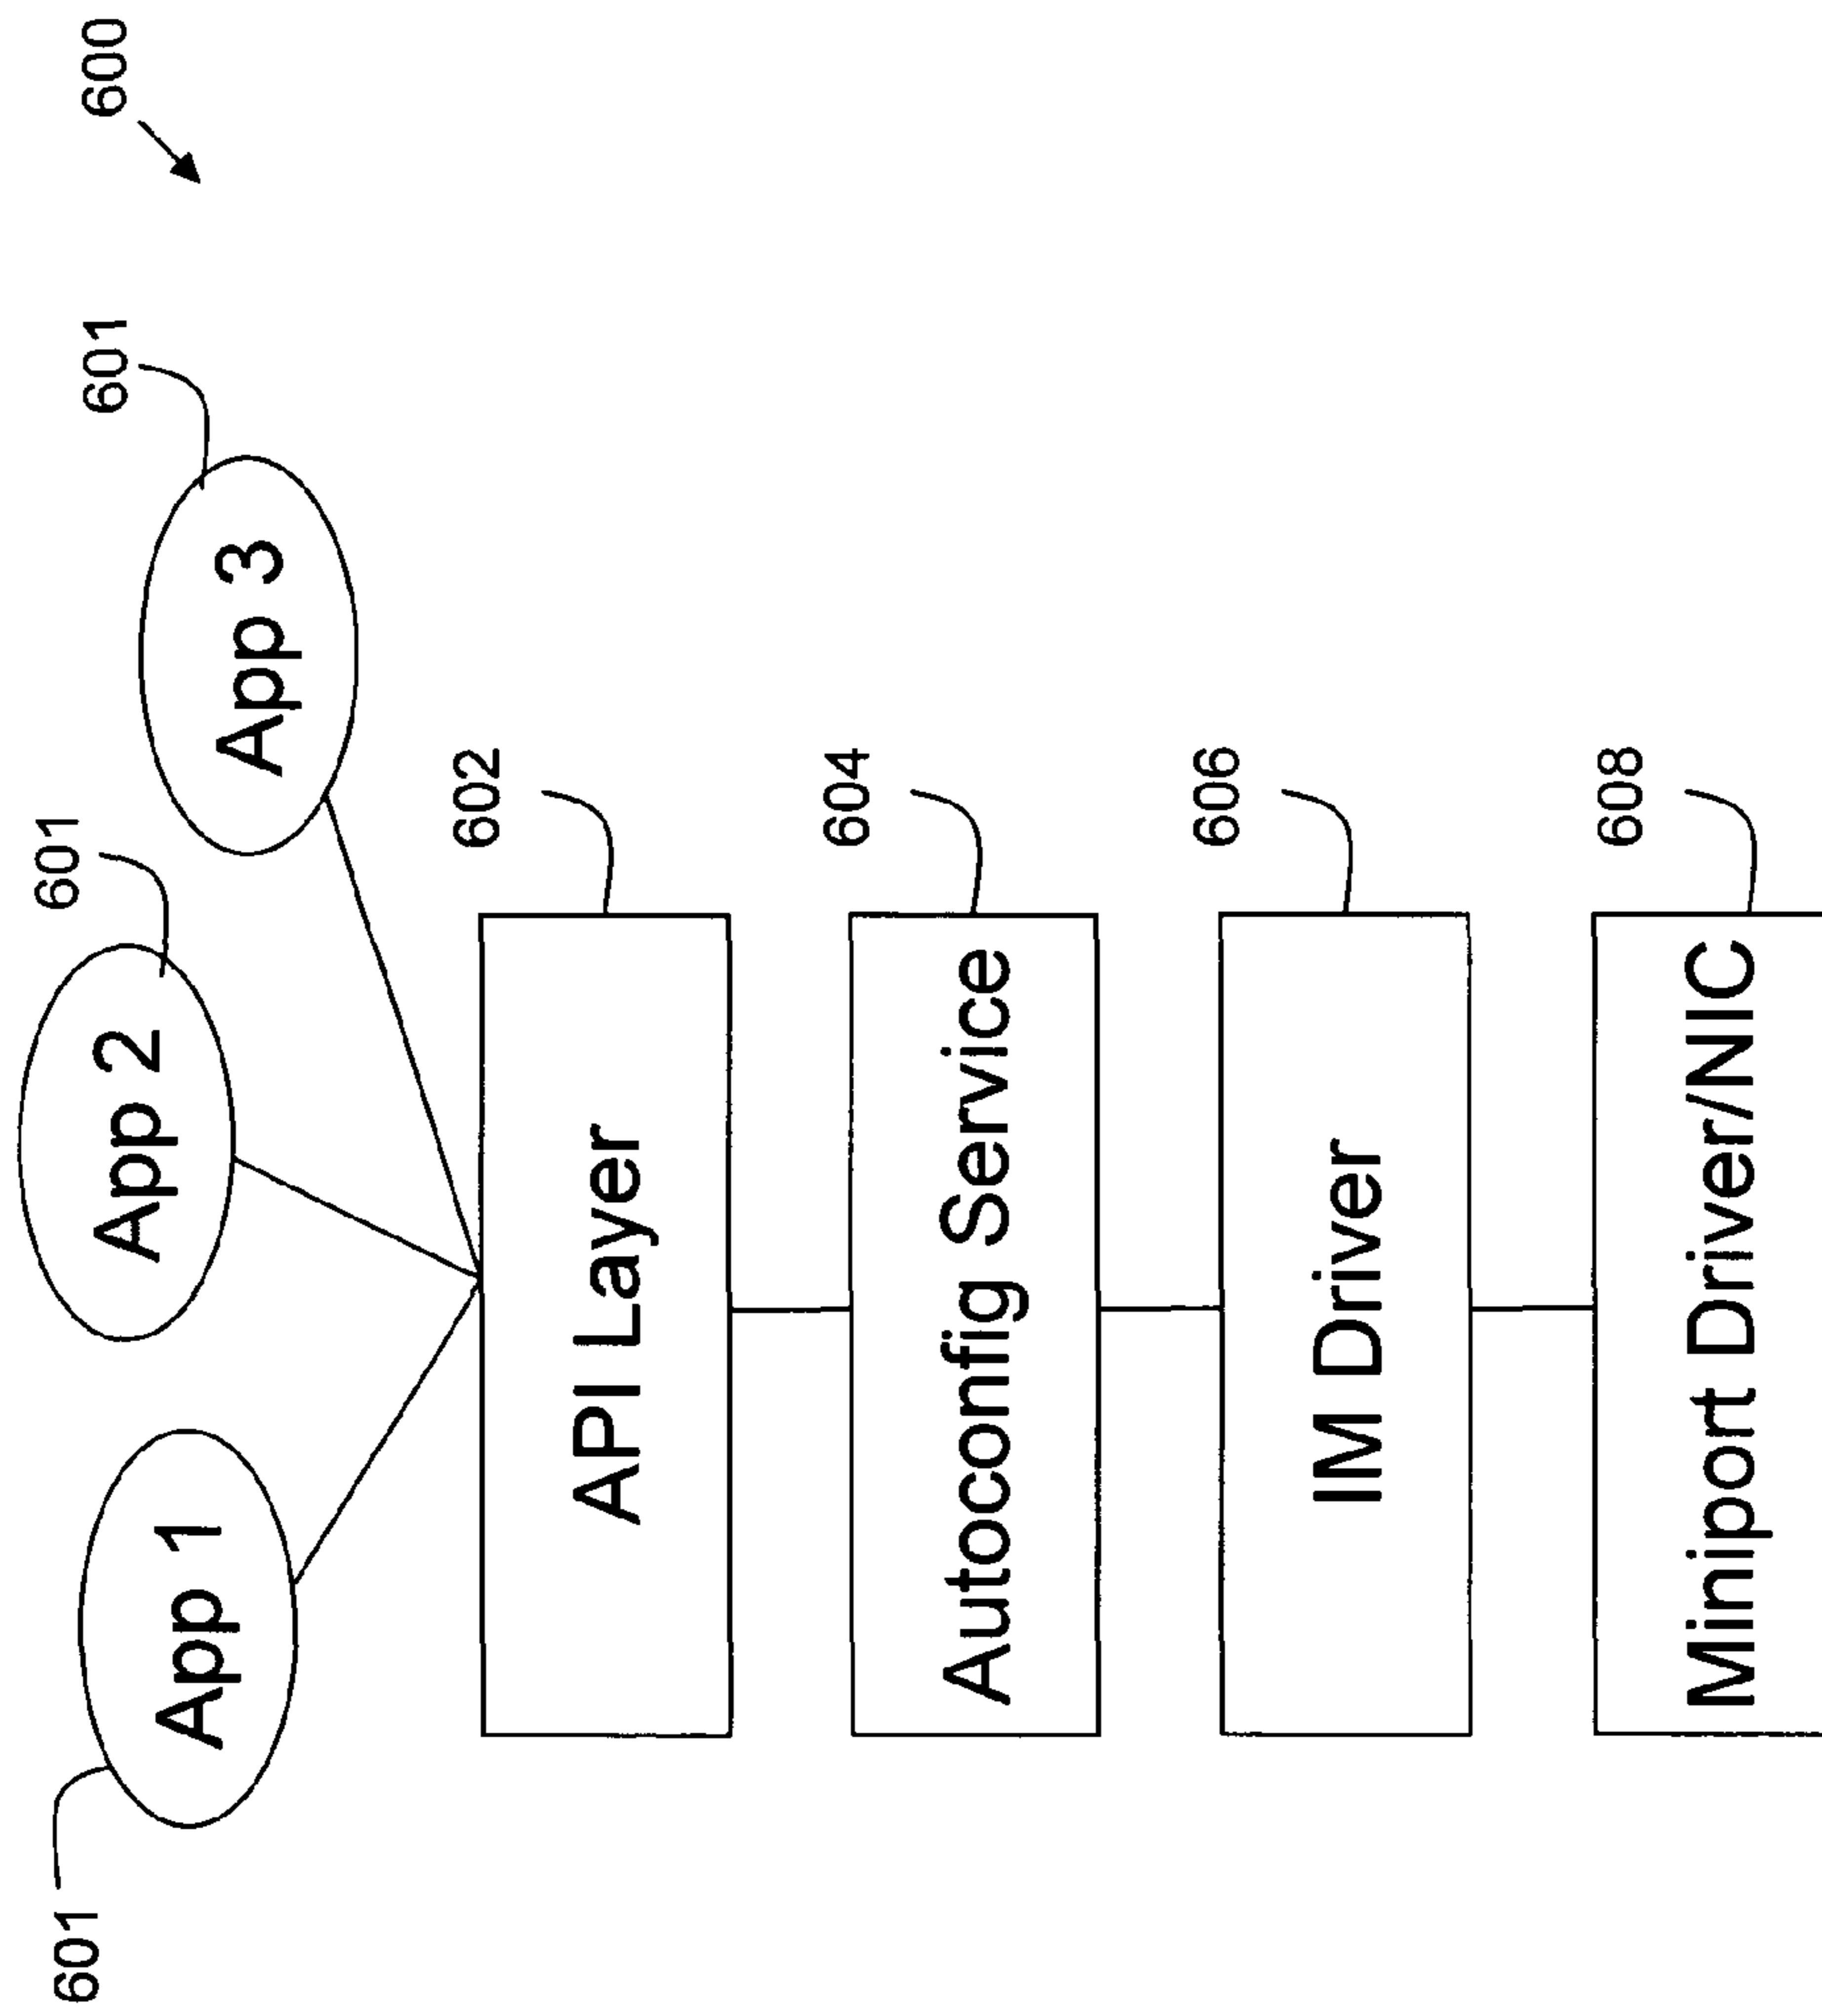 600
601
App 3
601
App 2
601
App 1
602
API Layer
604
Autoconfig Service
606
IM Driver
608
Miniport Driver/NIC